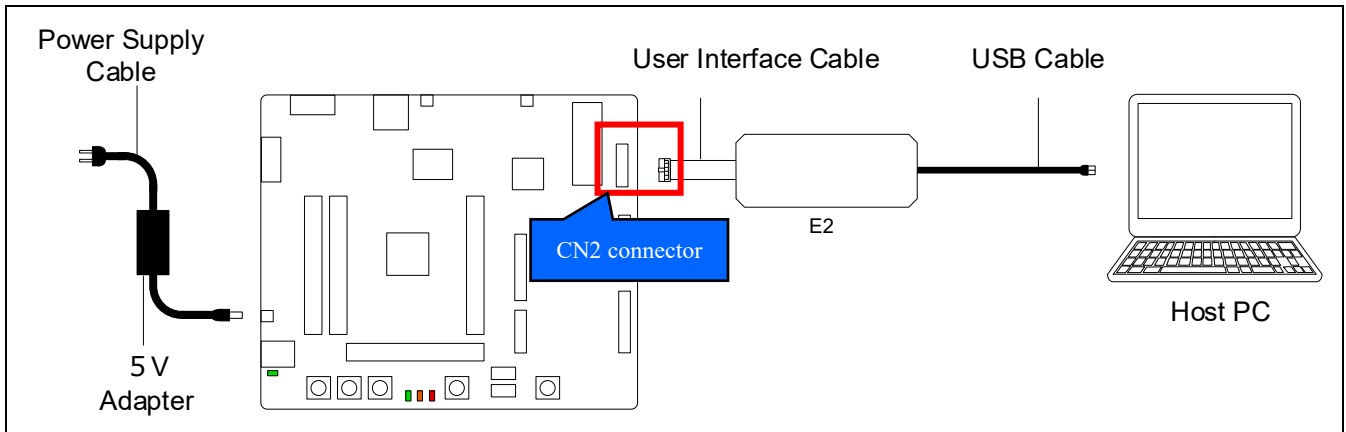 Power Supply
Cable
User Interface Cable
USB Cable
CN2 connector
E2
Host PC
5 V
Adapter